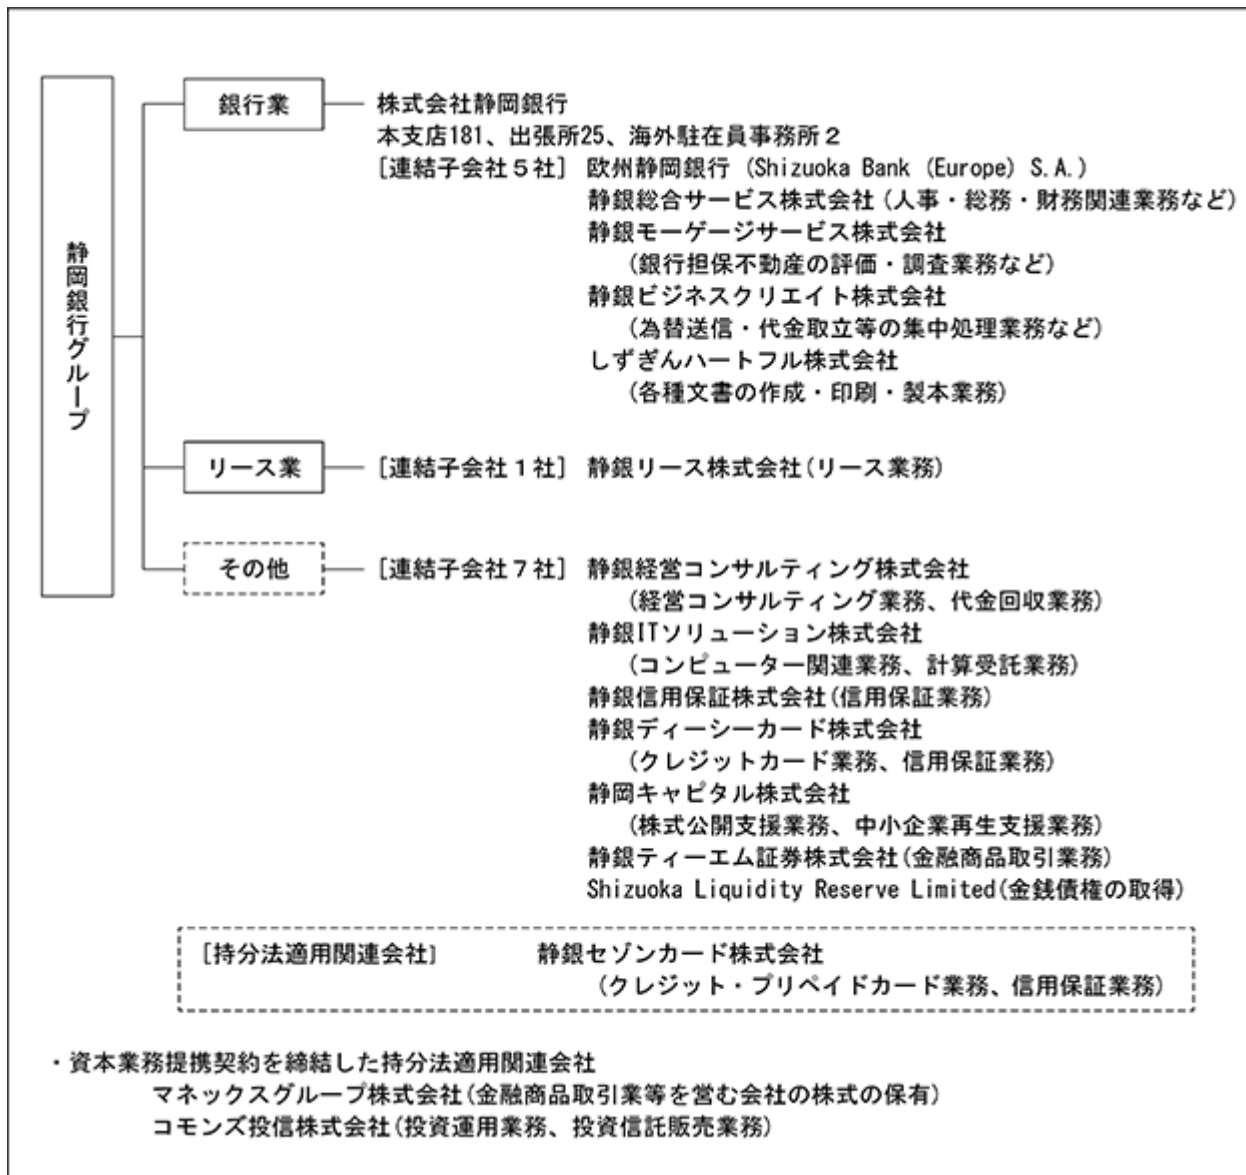 静岡銀行グループ
銀行業
株式会社静岡銀行
本支店181、出張所25、海外駐在員事務所２
[連結子会社５社] 欧州静岡銀行 (Shizuoka Bank (Europe) S.A.)
静銀総合サービス株式会社(人事・総務・財務関連業務など)
静銀モーゲージサービス株式会社
(銀行担保不動産の評価・調査業務など)
静銀ビジネスクリエイト株式会社
(為替送信・代金取立等の集中処理業務など)
しずぎんハートフル株式会社
(各種文書の作成・印刷・製本業務)
リース業
[連結子会社１社] 静銀リース株式会社(リース業務)
その他
[連結子会社７社] 静銀経営コンサルティング株式会社
(経営コンサルティング業務、代金回収業務)
静銀ITソリューション株式会社
(コンピューター関連業務、計算受託業務)
静銀信用保証株式会社(信用保証業務)
静銀ディーシーカード株式会社
(クレジットカード業務、信用保証業務)
静岡キャピタル株式会社
(株式公開支援業務、中小企業再生支援業務)
静銀ティーエム証券株式会社(金融商品取引業務)
Shizuoka Liquidity Reserve Limited(金銭債権の取得)
[持分法適用関連会社] 静銀セゾンカード株式会社
(クレジット・プリペイドカード業務、信用保証業務)
・資本業務提携契約を締結した持分法適用関連会社
マネックスグループ株式会社(金融商品取引業等を営む会社の株式の保有)
コモンズ投信株式会社(投資運用業務、投資信託販売業務)